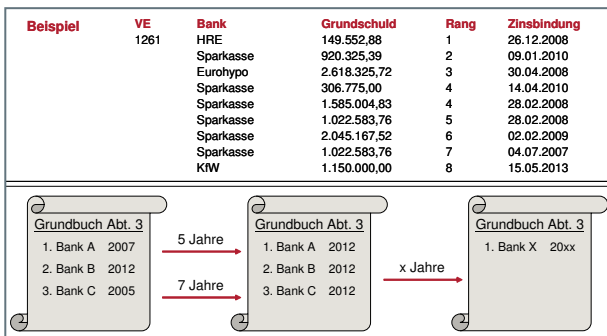 Beispiel VE Bank Grundschuld Rang Zinsbindung
1261 HRE 149.552,88 1 26.12.2008
Sparkasse 920.325,39 2 09.01.2010
Eurohypo 2.618.325,72 3 30.04.2008
Sparkasse 306.775,00 4 14.04.2010
Sparkasse 1.585.004,83 4 28.02.2008
Sparkasse 1.022.583,76 5 28.02.2008
Sparkasse 2.045.167,52 6 02.02.2009
Sparkasse 1.022.583,76 7 04.07.2007
KfW 1.150.000,00 8 15.05.2013
Grundbuch Abt. 3
1. Bank A 2007
2. Bank B 2012
3. Bank C 2005
5 Jahre
7 Jahre
Grundbuch Abt. 3
1. Bank A 2012
2. Bank B 2012
3. Bank C 2012
x Jahre
Grundbuch Abt. 3
1. Bank X 20xx